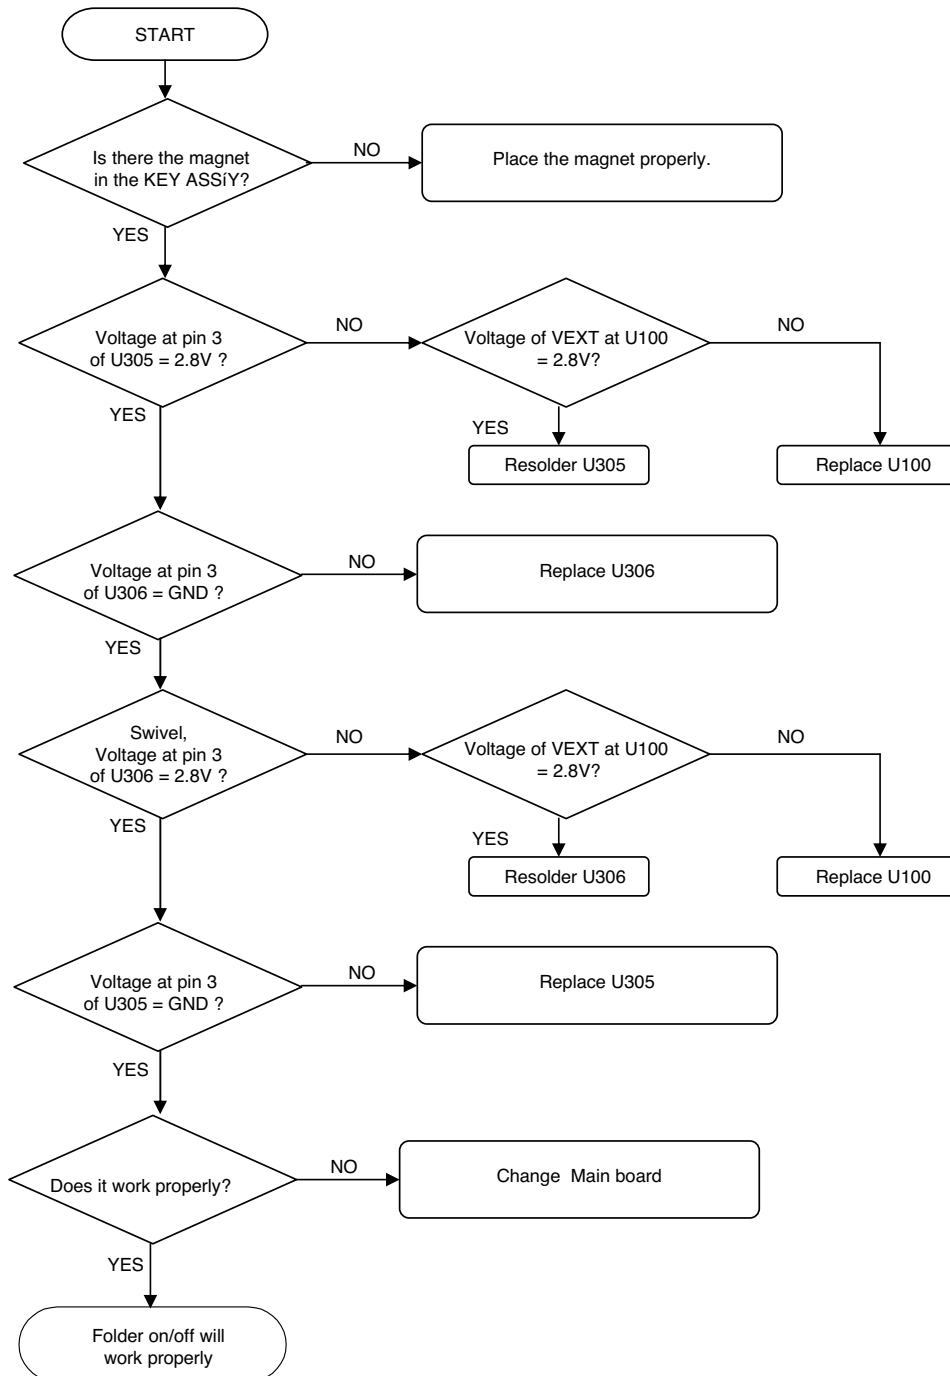 START
Is there the magnet
in the KEY ASSíY?
NO
Place the magnet properly.
YES
Voltage at pin 3
of U305 = 2.8V ?
NO
Voltage of VEXT at U100
= 2.8V?
NO
YES
YES
Resolder U305
Replace U100
Voltage at pin 3
of U306 = GND ?
NO
Replace U306
YES
Swivel,
Voltage at pin 3
of U306 = 2.8V ?
NO
Voltage of VEXT at U100
= 2.8V?
NO
YES
YES
Resolder U306
Replace U100
Voltage at pin 3
of U305 = GND ?
NO
Replace U305
YES
Does it work properly?
NO
Change  Main board
YES
Folder on/off will
work properly